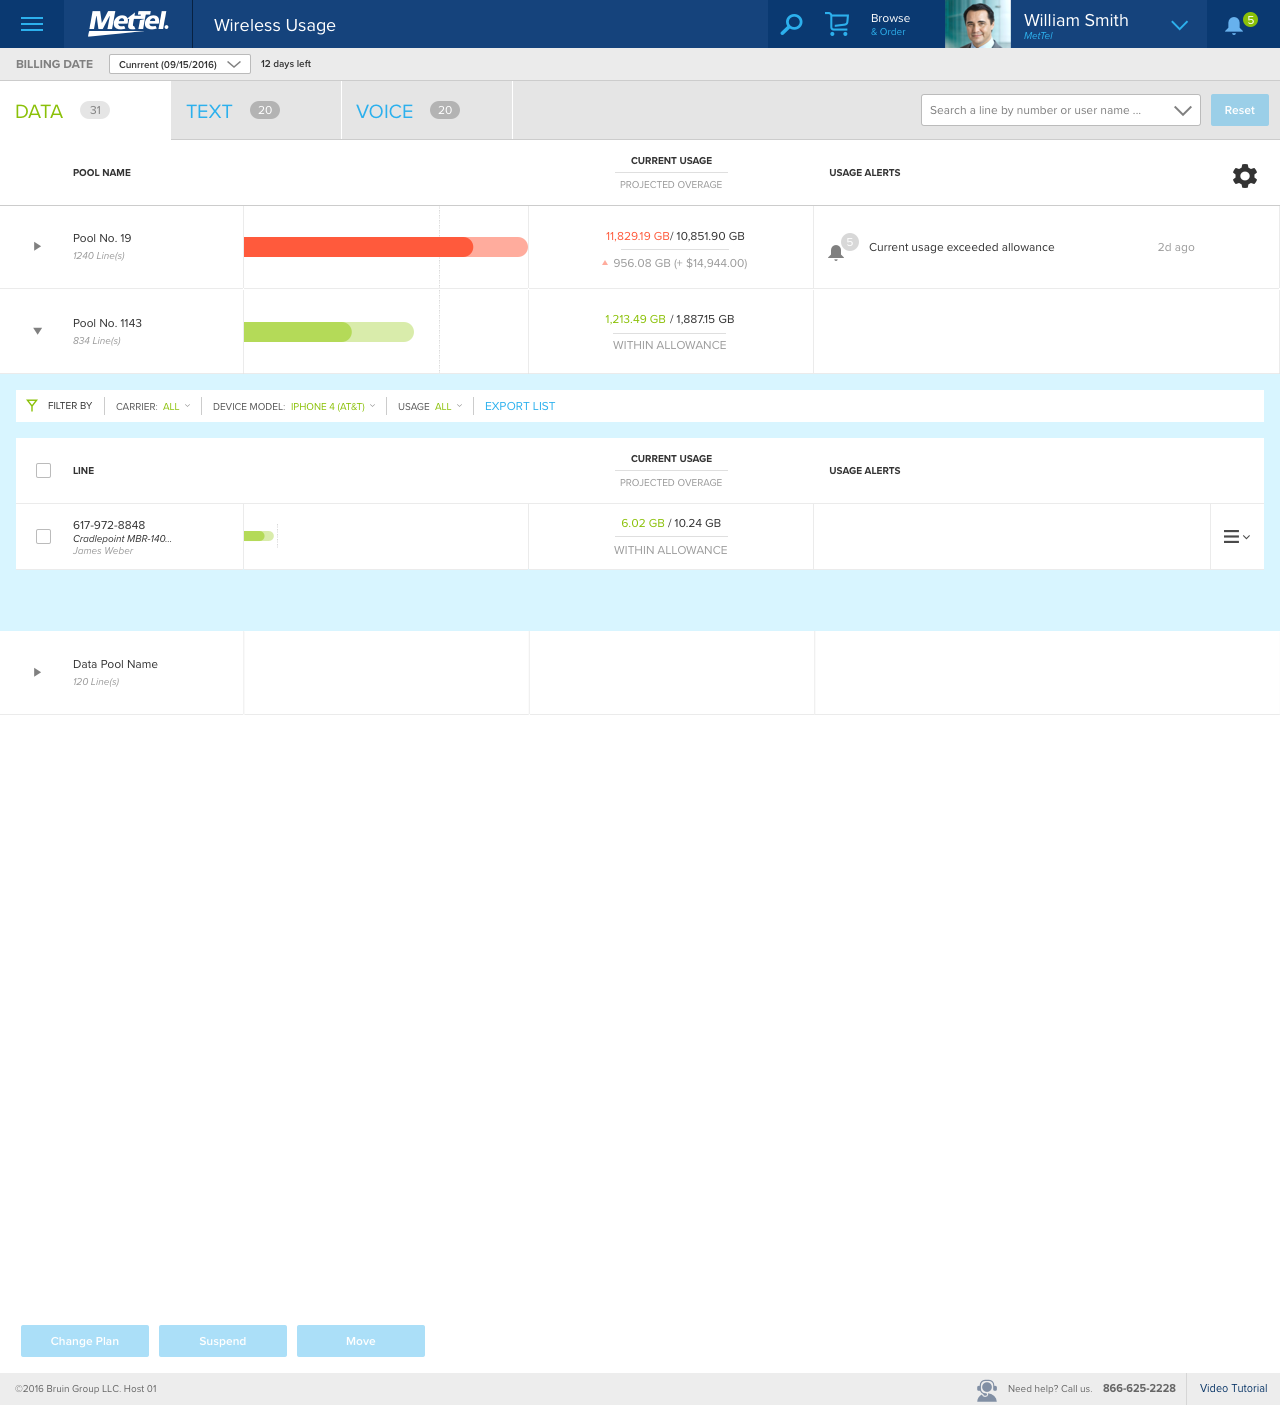 MetTel.
Wireless Usage
Browse
& Order
William Smith
MetTel
5
BILLING DATE
Cunrrent (09/15/2016)
12 days left
DATA 31
TEXT 20
VOICE 20
Search a line by number or user name ...
Reset
POOL NAME
CURRENT USAGE
PROJECTED OVERAGE
USAGE ALERTS
Pool No. 19
1240 Line(s)
11,829.19 GB/ 10,851.90 GB
956.08 GB (+ $14,944.00)
5
Current usage exceeded allowance
2d ago
Pool No. 1143
834 Line(s)
1,213.49 GB / 1,887.15 GB
WITHIN ALLOWANCE
FILTER BY
CARRIER: ALL
DEVICE MODEL: IPHONE 4 (AT&T)
USAGE ALL
EXPORT LIST
LINE
CURRENT USAGE
PROJECTED OVERAGE
USAGE ALERTS
617-972-8848
Cradlepoint MBR-140...
James Weber
6.02 GB / 10.24 GB
WITHIN ALLOWANCE
Data Pool Name
120 Line(s)
Change Plan
Suspend
Move
©2016 Bruin Group LLC. Host 01
Need help? Call us. 866-625-2228
Video Tutorial